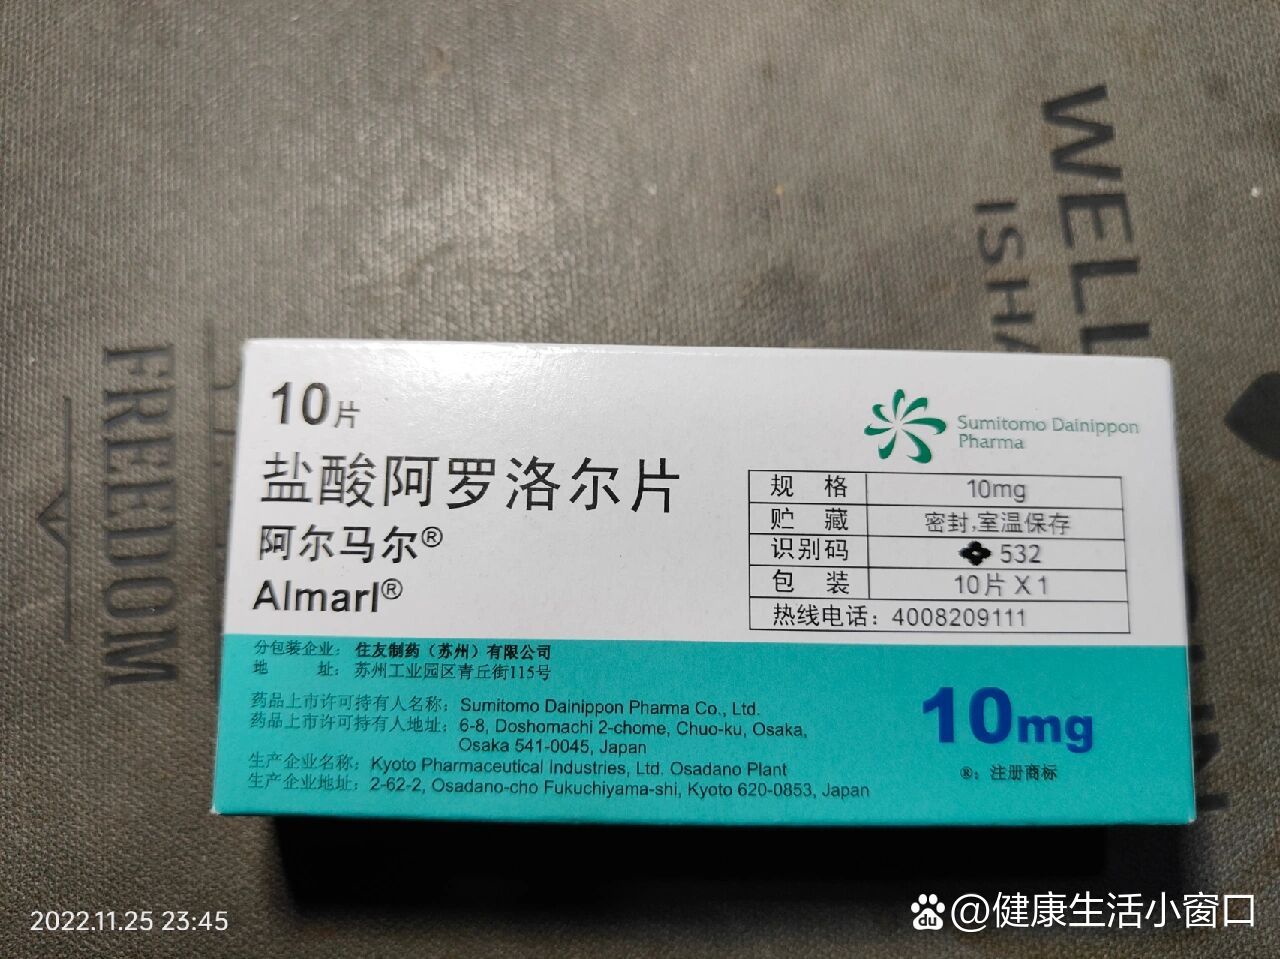 WELL
ISHA
FREEDOM
10片
盐酸阿罗洛尔片
阿尔马尔®
Almarl®
Sumitomo Dainippon
Pharma
规 格 10mg
贮 藏 密封,室温保存
识别码 532
包 装 10片 X 1
热线电话：4008209111
分包装企业： 住友制药（苏州）有限公司
地 址： 苏州工业园区青丘街115号
药品上市许可持有人名称：Sumitomo Dainippon Pharma Co., Ltd.
药品上市许可持有人地址：6-8, Doshomachi 2-chome, Chuo-ku, Osaka,
Osaka 541-0045, Japan
生产企业名称：Kyoto Pharmaceutical Industries, Ltd. Osadano Plant
生产企业地址：2-62-2, Osadano-cho Fukuchiyama-shi, Kyoto 620-0853, Japan
10mg
®：注册商标
2022.11.25 23:45
du @健康生活小窗口